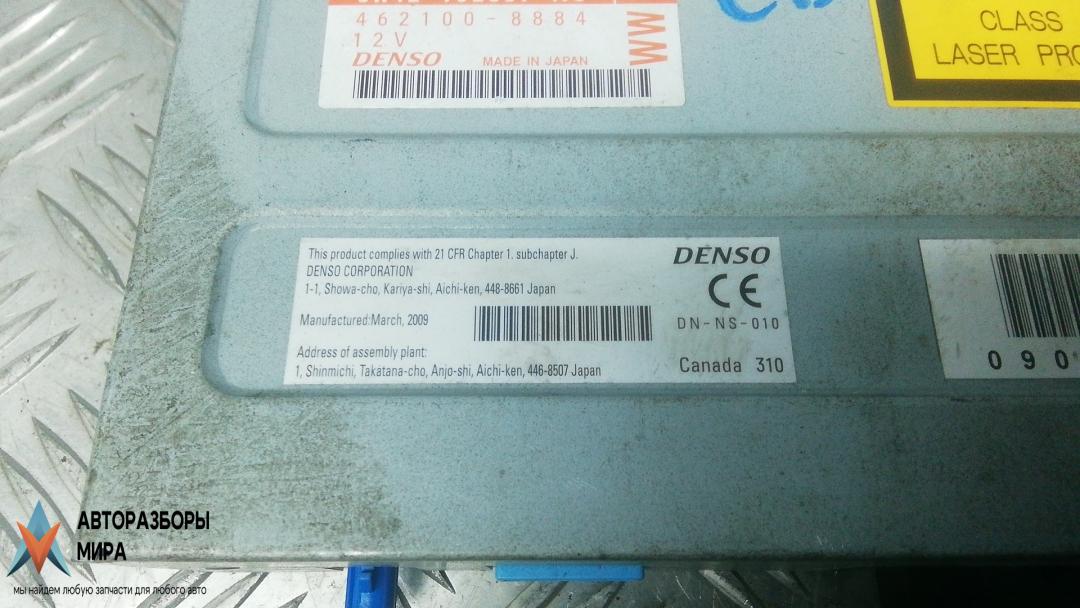 462100-8884
12V
DENSO MADE IN JAPAN
WW
CLASS
LASER PRO
This product complies with 21 CFR Chapter 1. subchapter J.
DENSO CORPORATION
1-1, Showa-cho, Kariya-shi, Aichi-ken, 448-8661 Japan
Manufactured:March, 2009
Address of assembly plant:
1, Shinmichi, Takatana-cho, Anjo-shi, Aichi-ken, 446-8507 Japan
DENSO
CE
DN-NS-010
Canada 310
090
АВТОРАЗБОРЫ
МИРА
мы найдем любую запчасти для любого авто